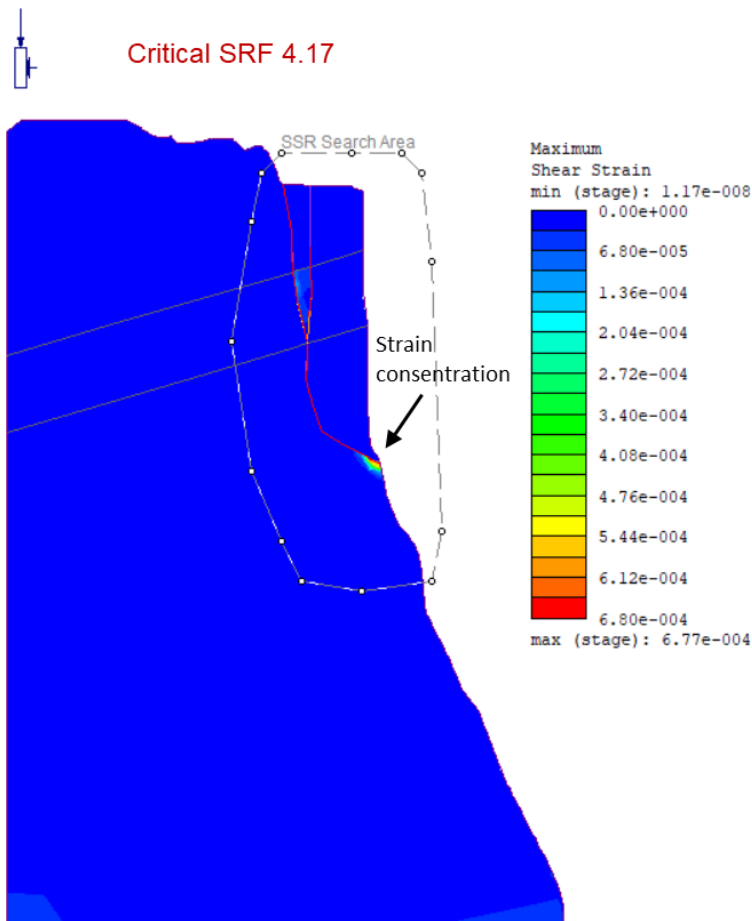 Critical SRF 4.17
SSR Search Area
Strain
consentration
Maximum
Shear Strain
min (stage): 1.17e-008
0.00e+000
6.80e-005
1.36e-004
2.04e-004
2.72e-004
3.40e-004
4.08e-004
4.76e-004
5.44e-004
6.12e-004
6.80e-004
max (stage): 6.77e-004